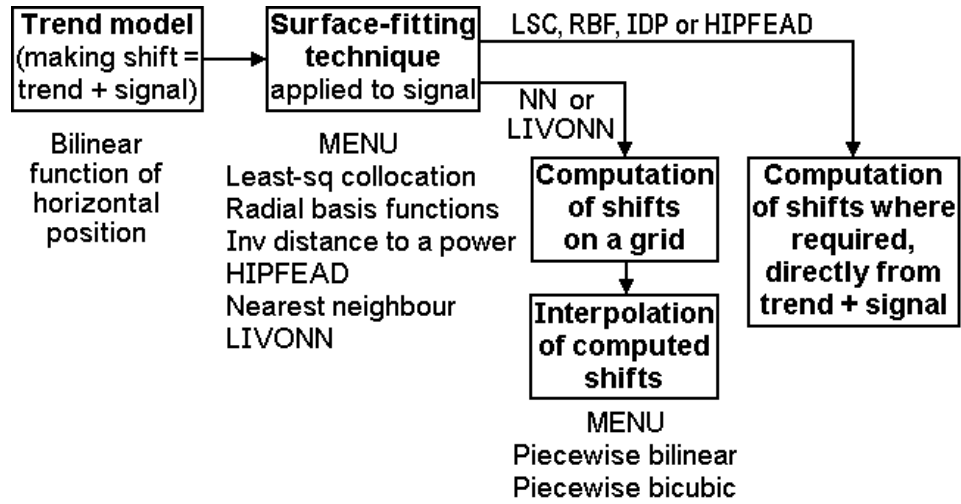 Trend model
(making shift =
trend + signal)
Bilinear
function of
horizontal
position
Surface-fitting
technique
applied to signal
MENU
Least-sq collocation
Radial basis functions
Inv distance to a power
HIPFEAD
Nearest neighbour
LIVONN
LSC, RBF, IDP or HIPFEAD
NN or
LIVONN
Computation
of shifts
on a grid
Interpolation
of computed
shifts
MENU
Piecewise bilinear
Piecewise bicubic
Computation
of shifts where
required,
directly from
trend + signal